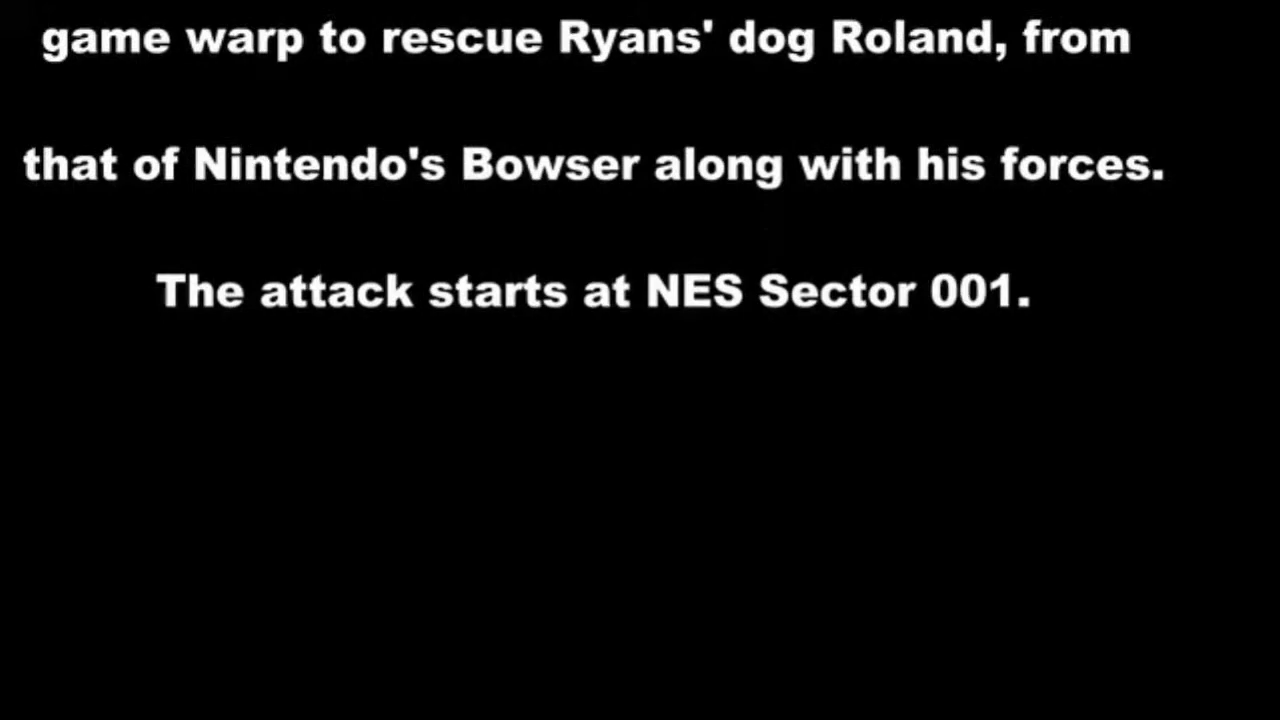 game warp to rescue Ryans' dog Roland, from
that of Nintendo's Bowser along with his forces.
The attack starts at NES Sector 001.